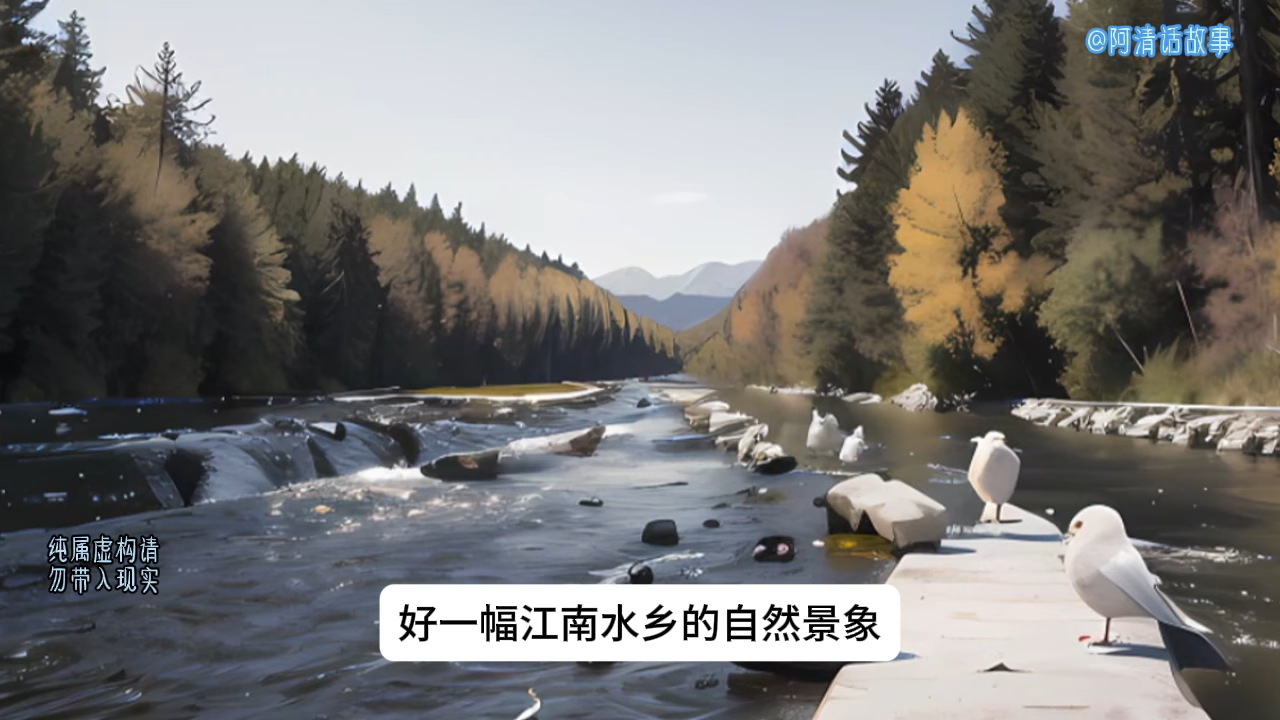 @阿清话故事
纯属虚构请
勿带入现实
好一幅江南水乡的自然景象